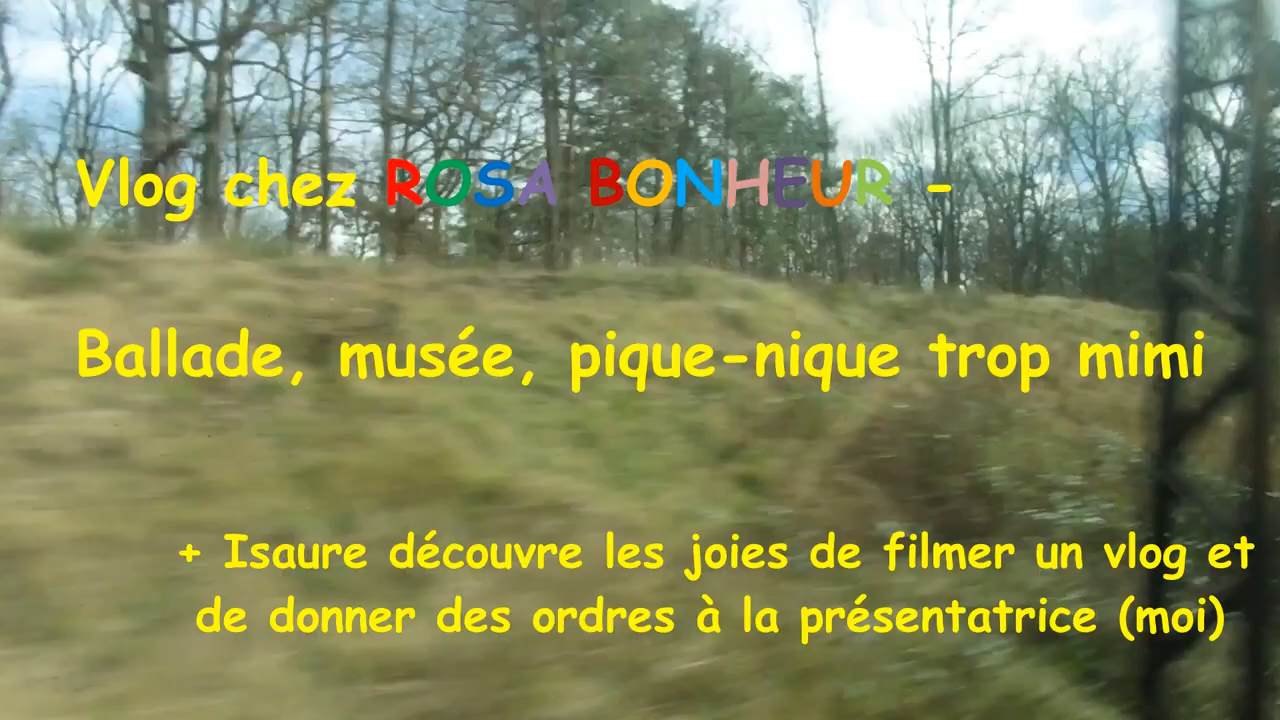 Vlog chez ROSA BONHEUR -
Ballade, musée, pique-nique trop mimi
+ Isaure découvre les joies de filmer un vlog et
de donner des ordres à la présentatrice (moi)